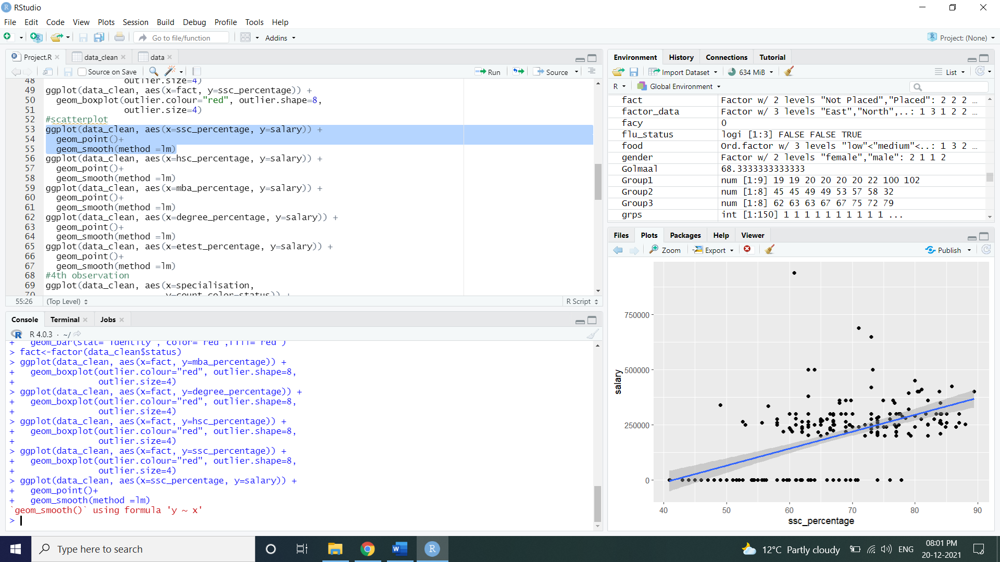 RStudio
File Edit Code View Plots Session Build Debug Profile Tools Help
Go to file/function Addins Project: (None)
Project.R data_clean data
Source on Save Run Source
48 outlier.size=4)
49 ggplot(data_clean, aes(x=fact, y=ssc_percentage)) +
50 geom_boxplot(outlier.colour="red", outlier.shape=8,
51 outlier.size=4)
52 #scatterplot
53 ggplot(data_clean, aes(x=ssc_percentage, y=salary)) +
54 geom_point()+
55 geom_smooth(method =lm)
56 ggplot(data_clean, aes(x=hsc_percentage, y=salary)) +
57 geom_point()+
58 geom_smooth(method =lm)
59 ggplot(data_clean, aes(x=mba_percentage, y=salary)) +
60 geom_point()+
61 geom_smooth(method =lm)
62 ggplot(data_clean, aes(x=degree_percentage, y=salary)) +
63 geom_point()+
64 geom_smooth(method =lm)
65 ggplot(data_clean, aes(x=etest_percentage, y=salary)) +
66 geom_point()+
67 geom_smooth(method =lm)
68 #4th observation
69 ggplot(data_clean, aes(x=specialisation,
70 y=count,color=status)) +
55:26 (Top Level) R Script
Console Terminal Jobs
R 4.0.3 · ~/
+ geom_bar(stat="identity", color="red",fill="red")
> fact<-factor(data_clean$status)
> ggplot(data_clean, aes(x=fact, y=mba_percentage)) +
+ geom_boxplot(outlier.colour="red", outlier.shape=8,
+ outlier.size=4)
> ggplot(data_clean, aes(x=fact, y=degree_percentage)) +
+ geom_boxplot(outlier.colour="red", outlier.shape=8,
+ outlier.size=4)
> ggplot(data_clean, aes(x=fact, y=hsc_percentage)) +
+ geom_boxplot(outlier.colour="red", outlier.shape=8,
+ outlier.size=4)
> ggplot(data_clean, aes(x=fact, y=ssc_percentage)) +
+ geom_boxplot(outlier.colour="red", outlier.shape=8,
+ outlier.size=4)
> ggplot(data_clean, aes(x=ssc_percentage, y=salary)) +
+ geom_point()+
+ geom_smooth(method =lm)
`geom_smooth()` using formula 'y ~ x'
>
Environment History Connections Tutorial
Import Dataset 634 MiB List
R Global Environment
fact Factor w/ 2 levels "Not Placed","Placed": 2 2 2 …
factor_data Factor w/ 3 levels "East","North",..: 1 3 1 2 2 …
facy 0
flu_status logi [1:3] FALSE FALSE TRUE
food Ord.factor w/ 3 levels "low"<"medium"<..: 1 3 2 …
gender Factor w/ 2 levels "female","male": 2 1 1 2
Golmaal 68.3333333333333
Group1 num [1:9] 19 19 20 20 20 20 22 100 102
Group2 num [1:8] 45 45 49 49 53 57 58 32
Group3 num [1:8] 62 63 63 67 67 75 72 79
grps int [1:150] 1 1 1 1 1 1 1 1 1 1 ...
Files Plots Packages Help Viewer
Zoom Export Publish
750000
500000
250000
0
salary
40 50 60 70 80 90
ssc_percentage
Type here to search
12°C Partly cloudy ENG
08:01 PM
20-12-2021